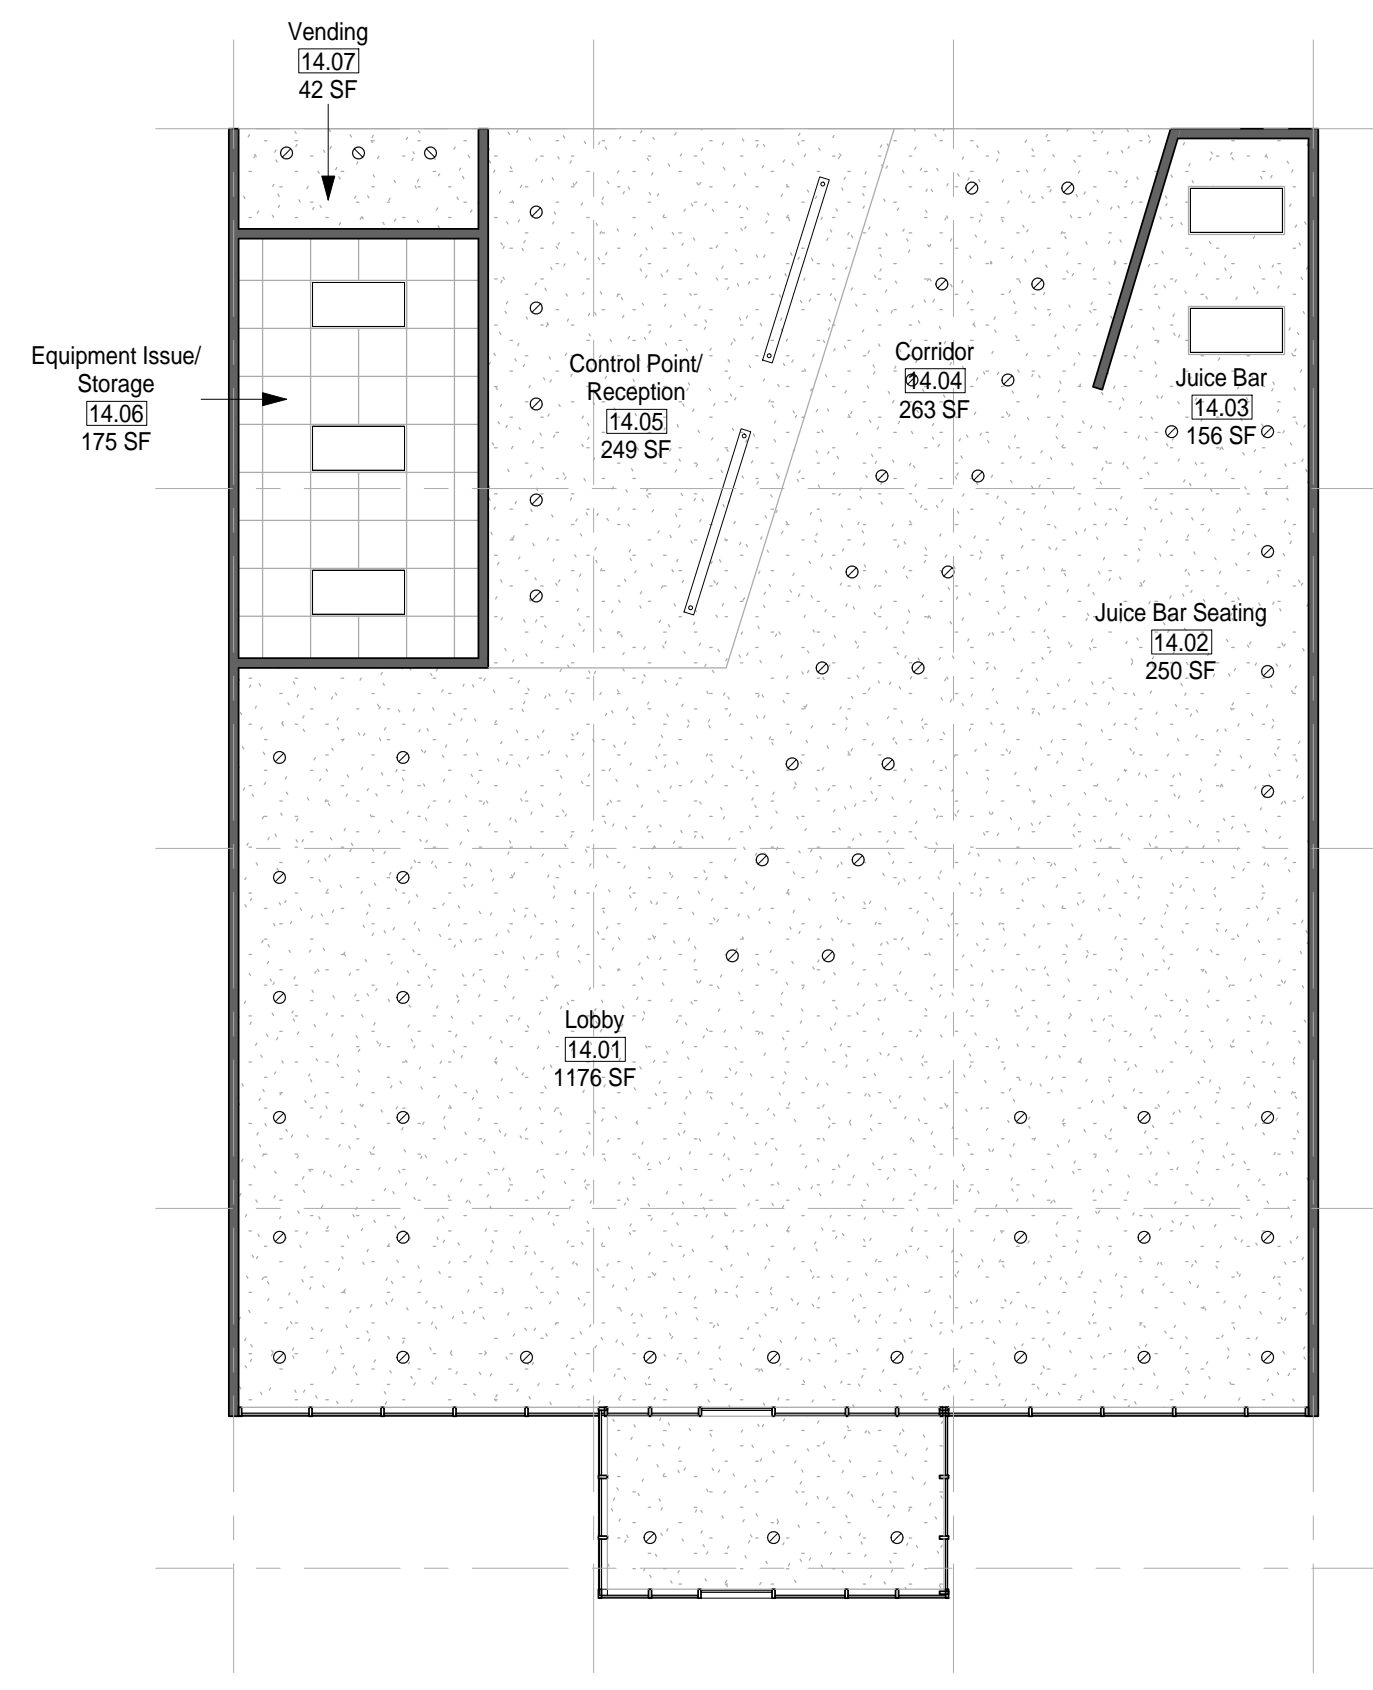 Vending
14.07
42 SF
Equipment Issue/
Storage
14.06
175 SF
Control Point/
Reception
14.05
249 SF
Corridor
14.04
263 SF
Juice Bar
14.03
156 SF
Juice Bar Seating
14.02
250 SF
Lobby
14.01
1176 SF